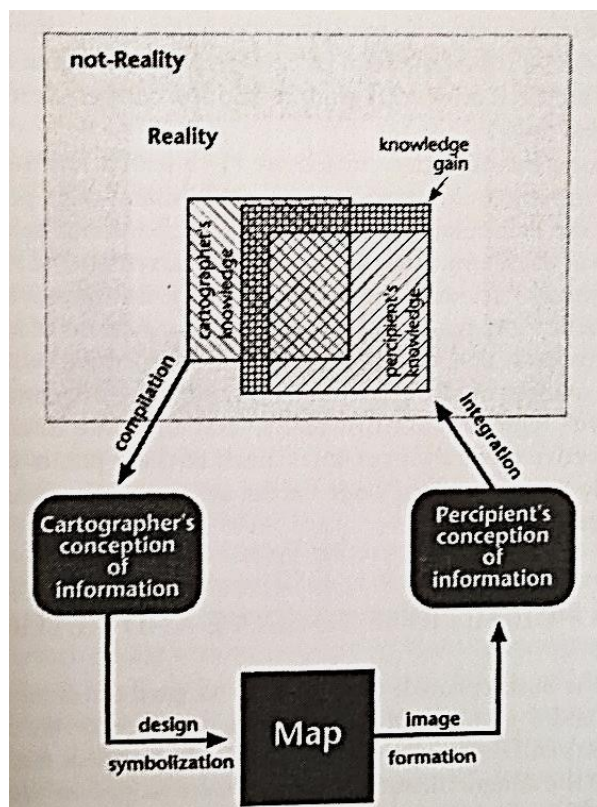 not-Reality
Reality
knowledge
gain
cartographer's
knowledge
percipient's
knowledge
compilation
Integration
Cartographer's
conception
of
information
Percipient's
conception
of
information
design
symbolization
Map
image
formation